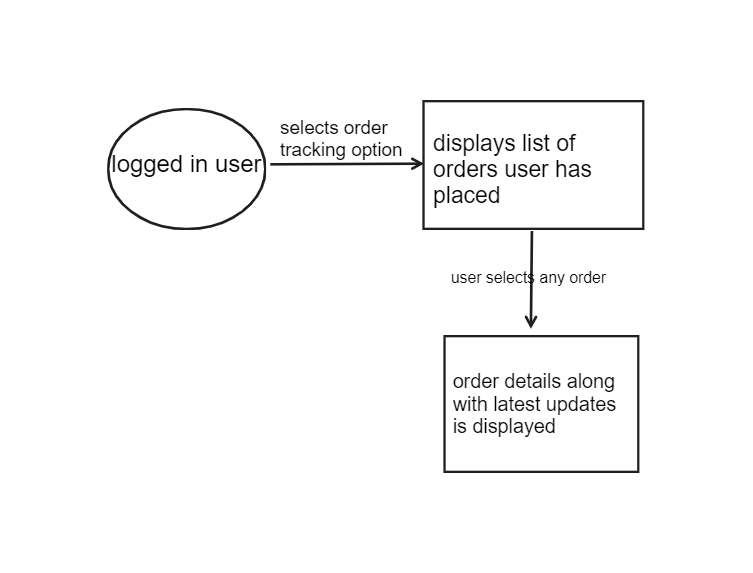 selects order
tracking option
logged in user
displays list of
orders user has
placed
user selects any order
order details along
with latest updates
is displayed